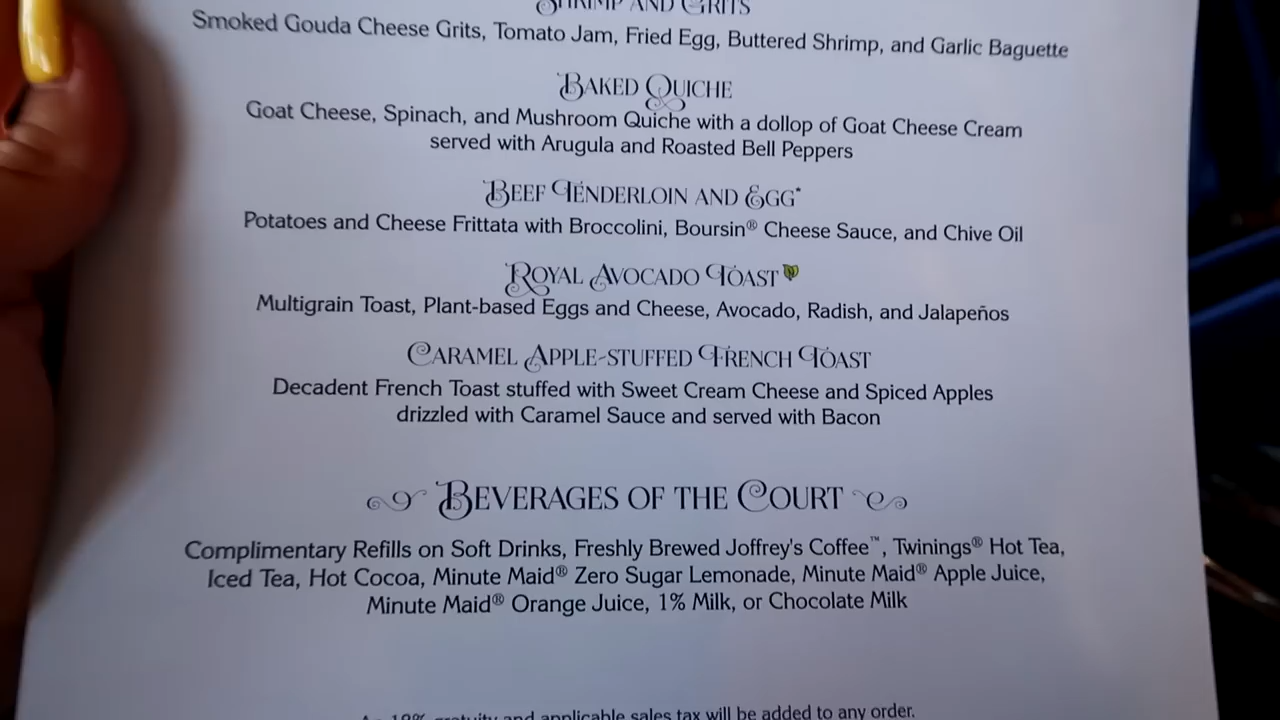 Shrimp and Grits
Smoked Gouda Cheese Grits, Tomato Jam, Fried Egg, Buttered Shrimp, and Garlic Baguette
Baked Quiche
Goat Cheese, Spinach, and Mushroom Quiche with a dollop of Goat Cheese Cream
served with Arugula and Roasted Bell Peppers
Beef Tenderloin and Egg*
Potatoes and Cheese Frittata with Broccolini, Boursin® Cheese Sauce, and Chive Oil
Royal Avocado Toast
Multigrain Toast, Plant-based Eggs and Cheese, Avocado, Radish, and Jalapeños
Caramel Apple-stuffed French Toast
Decadent French Toast stuffed with Sweet Cream Cheese and Spiced Apples
drizzled with Caramel Sauce and served with Bacon
Beverages of the Court
Complimentary Refills on Soft Drinks, Freshly Brewed Joffrey's Coffee™, Twinings® Hot Tea,
Iced Tea, Hot Cocoa, Minute Maid® Zero Sugar Lemonade, Minute Maid® Apple Juice,
Minute Maid® Orange Juice, 1% Milk, or Chocolate Milk
gratuity and applicable sales tax will be added to any order.